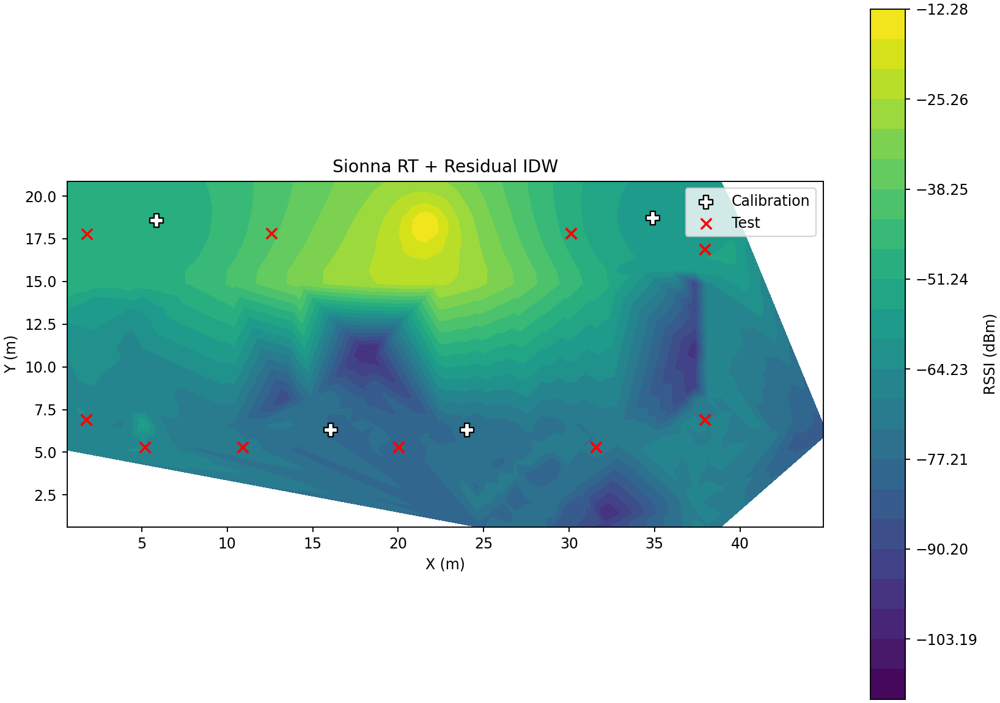 Sionna RT + Residual IDW
Calibration
Test
20.0
17.5
15.0
12.5
10.0
7.5
5.0
2.5
Y (m)
5 10 15 20 25 30 35 40
X (m)
−12.28
−25.26
−38.25
−51.24
−64.23
−77.21
−90.20
−103.19
RSSI (dBm)